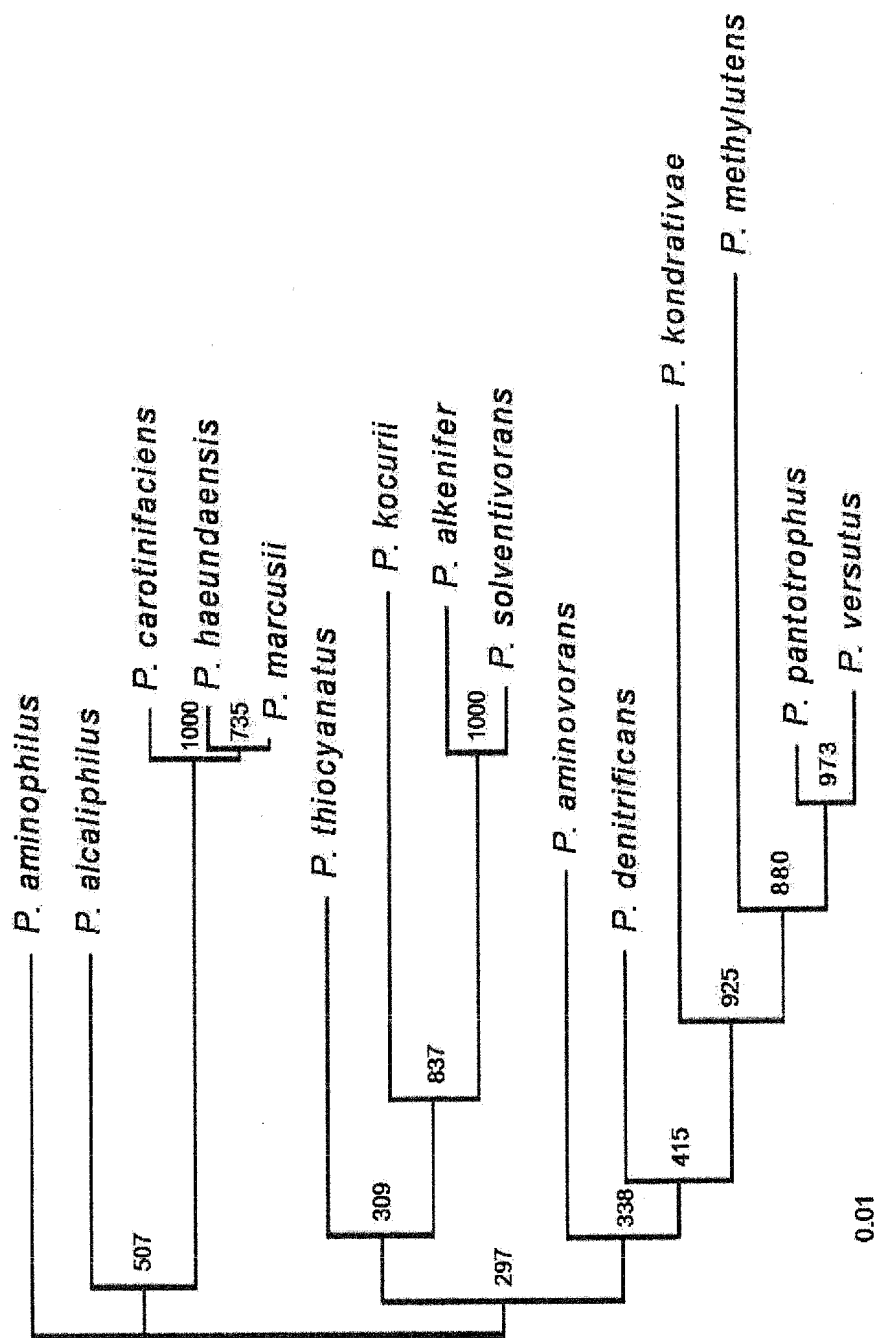 P. aminophilus
P. alcaliphilus
507
P. carotinifaciens
1000
P. haeundaensis
735
P. marcusii
P. thiocyanatus
309
P. kocurii
837
P. alkenifer
1000
P. solventivorans
297
P. aminovorans
338
P. denitrificans
415
P. kondrativae
925
P. methylutens
880
P. pantotrophus
973
P. versutus
0.01